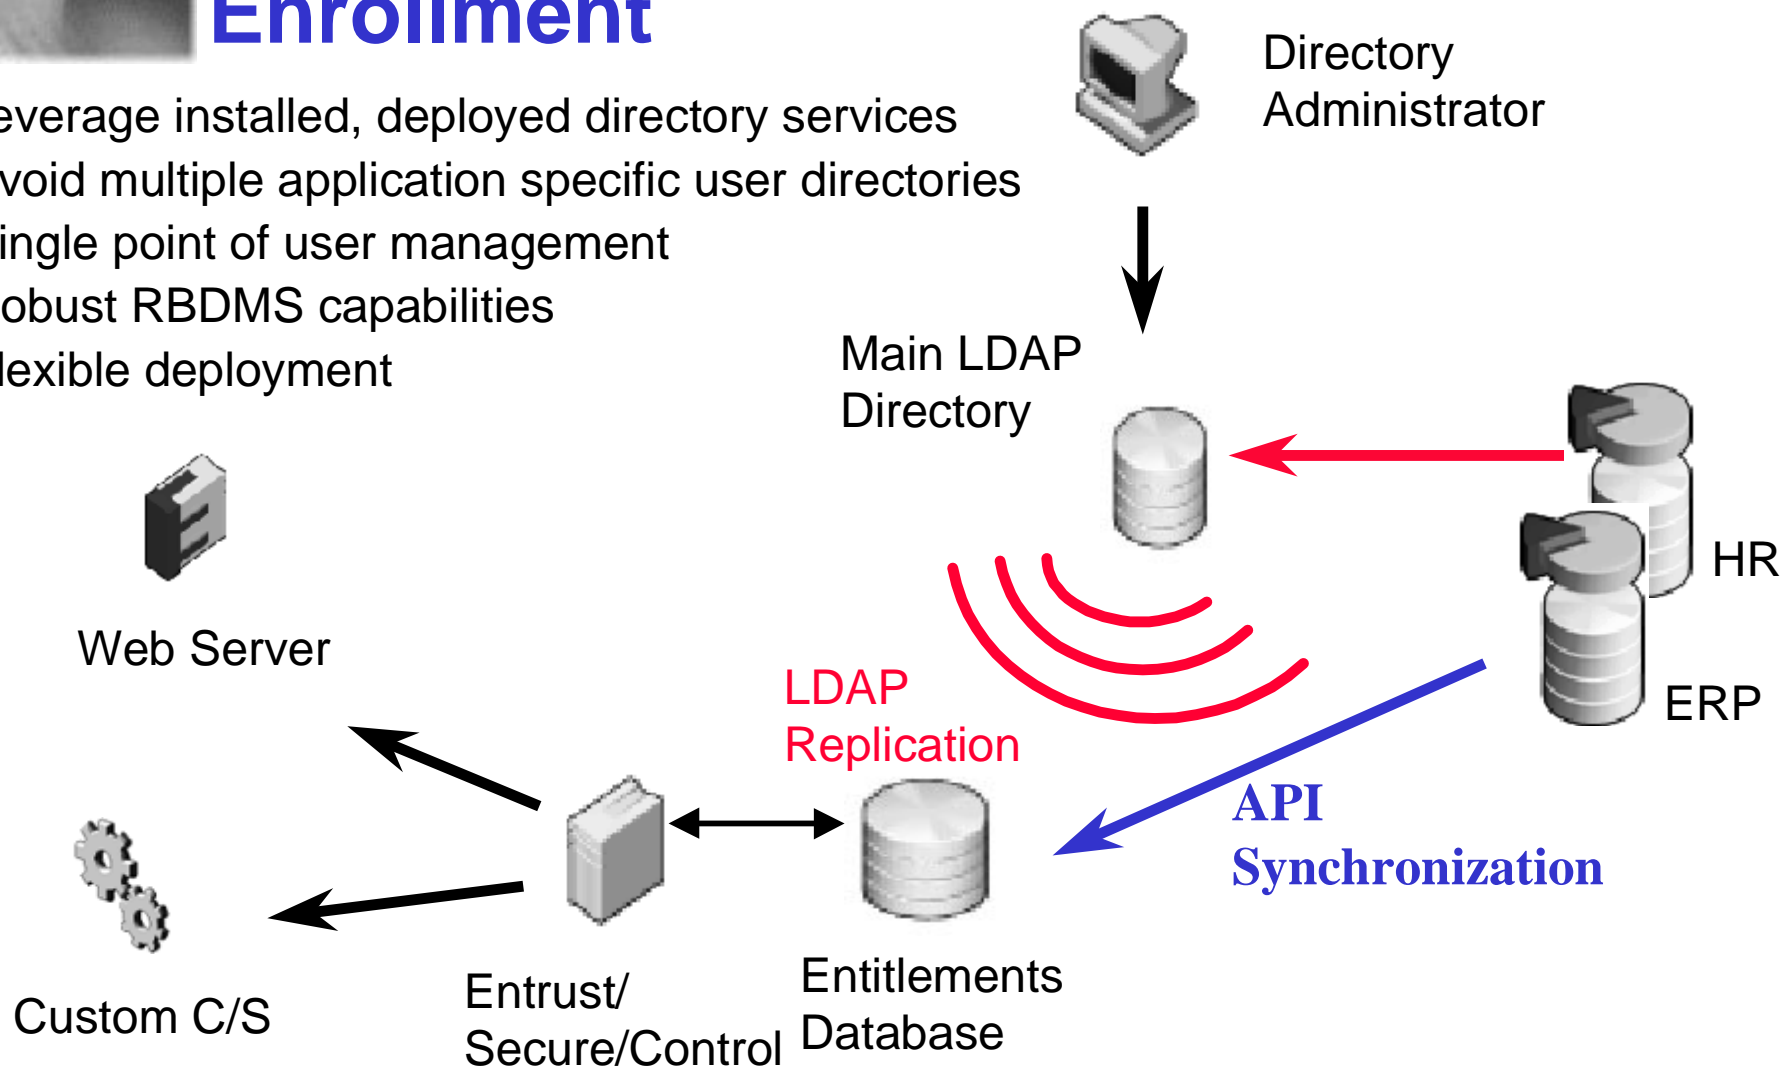 Enrollment
everage installed, deployed directory services
void multiple application specific user directories
ingle point of user management
obust RBDMS capabilities
lexible deployment
Directory
Administrator
Main LDAP
Directory
HR
ERP
Web Server
LDAP
Replication
API
Synchronization
Custom C/S
Entrust/
Secure/Control
Entitlements
Database